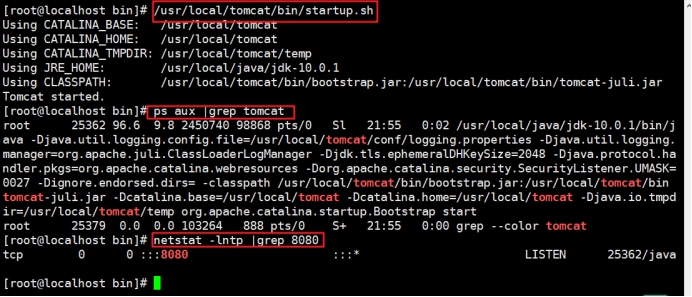 [root@localhost bin]# /usr/local/tomcat/bin/startup.sh
Using CATALINA_BASE:   /usr/local/tomcat
Using CATALINA_HOME:   /usr/local/tomcat
Using CATALINA_TMPDIR: /usr/local/tomcat/temp
Using JRE_HOME:        /usr/local/java/jdk-10.0.1
Using CLASSPATH:       /usr/local/tomcat/bin/bootstrap.jar:/usr/local/tomcat/bin/tomcat-juli.jar
Tomcat started.
[root@localhost bin]# ps aux |grep tomcat
root     25362 96.6  9.8 2450740 98868 pts/0   Sl   21:55   0:02 /usr/local/java/jdk-10.0.1/bin/j
ava -Djava.util.logging.config.file=/usr/local/tomcat/conf/logging.properties -Djava.util.logging.
manager=org.apache.juli.ClassLoaderLogManager -Djdk.tls.ephemeralDHKeySize=2048 -Djava.protocol.ha
ndler.pkgs=org.apache.catalina.webresources -Dorg.apache.catalina.security.SecurityListener.UMASK=
0027 -Dignore.endorsed.dirs= -classpath /usr/local/tomcat/bin/bootstrap.jar:/usr/local/tomcat/bin
tomcat-juli.jar -Dcatalina.base=/usr/local/tomcat -Dcatalina.home=/usr/local/tomcat -Djava.io.tmpd
ir=/usr/local/tomcat/temp org.apache.catalina.startup.Bootstrap start
root     25379  0.0  0.0 103264   888 pts/0    S+   21:55   0:00 grep --color tomcat
[root@localhost bin]# netstat -lntp |grep 8080
tcp        0      0 :::8080                     :::*                        LISTEN      25362/java
[root@localhost bin]#